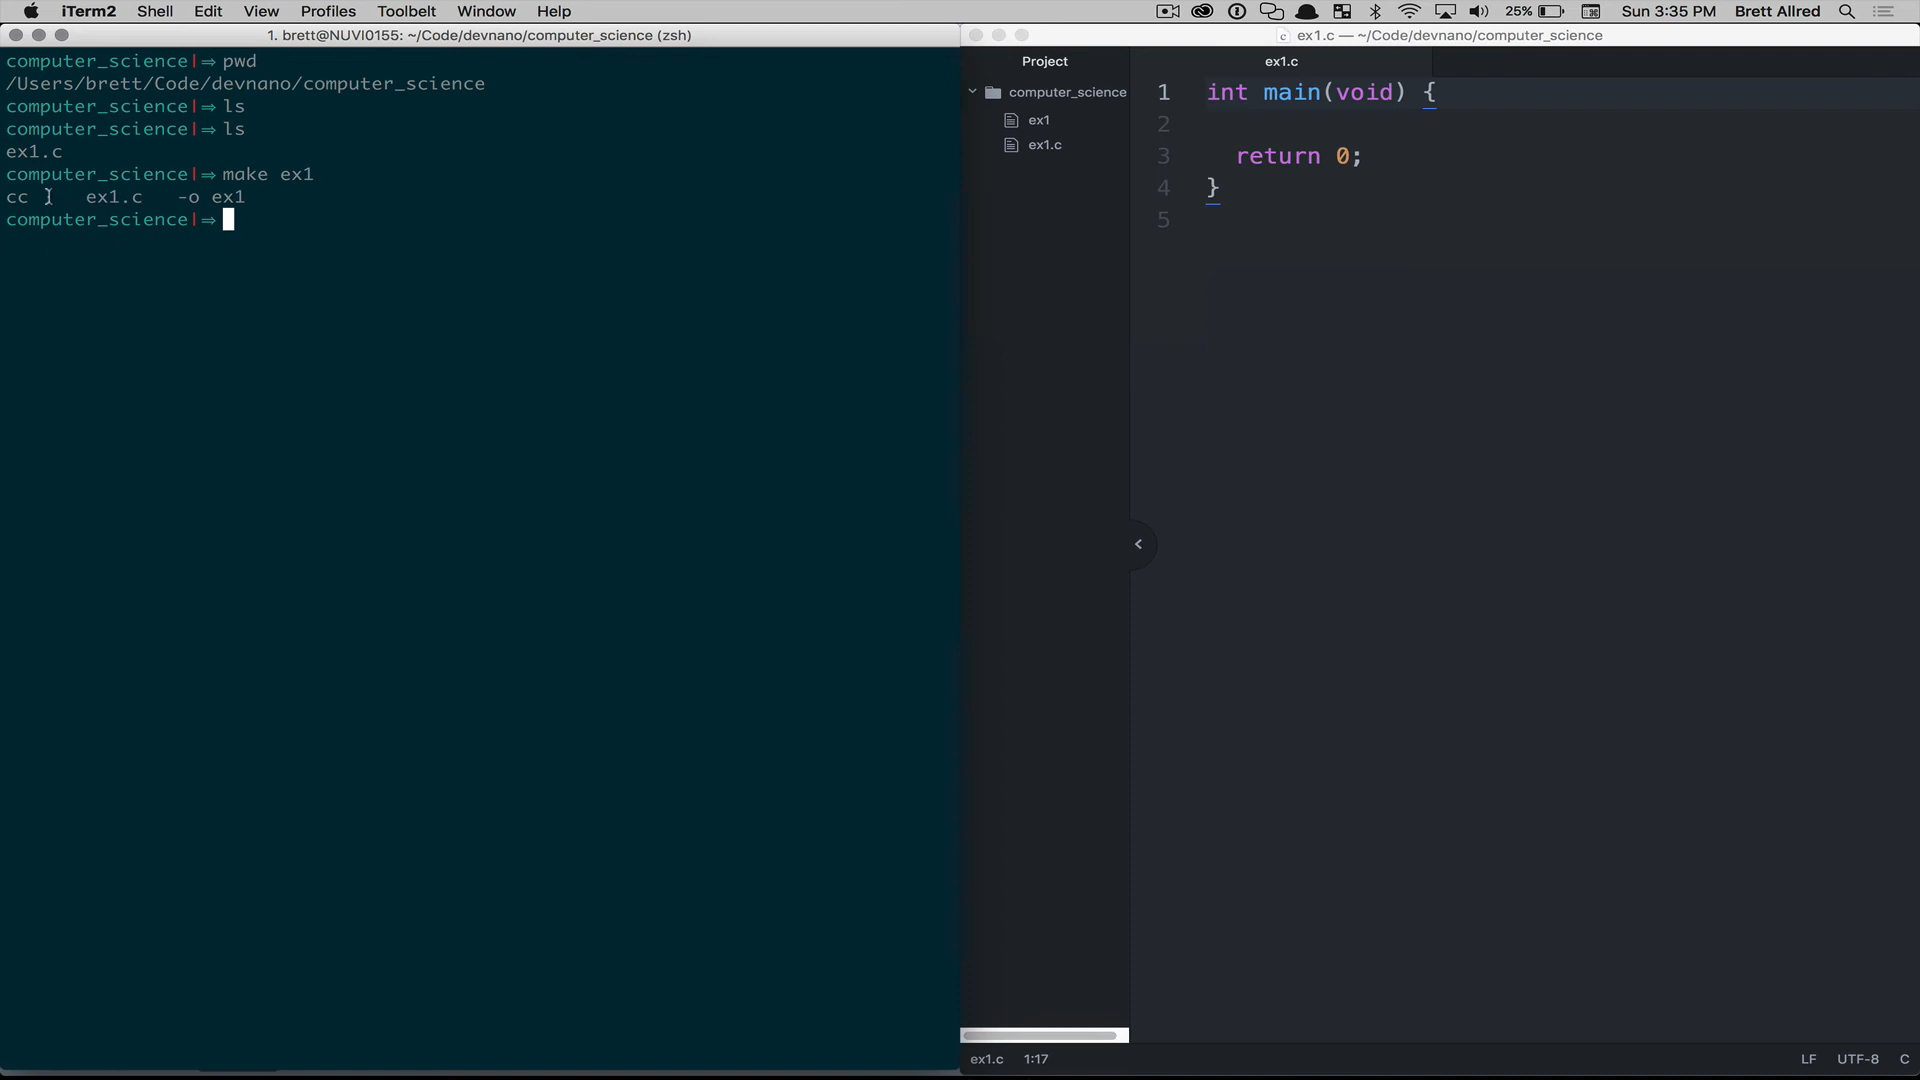 iTerm2 Shell Edit View Profiles Toolbelt Window Help 25% Sun 3:35 PM Brett Allred
1. brett@NUVI0155: ~/Code/devnano/computer_science (zsh)
computer_science|⇒ pwd
/Users/brett/Code/devnano/computer_science
computer_science|⇒ ls
computer_science|⇒ ls
ex1.c
computer_science|⇒ make ex1
cc     ex1.c   -o ex1
computer_science|⇒
ex1.c — ~/Code/devnano/computer_science
Project
computer_science
ex1
ex1.c
ex1.c
1 int main(void) {
2
3   return 0;
4 }
5
ex1.c 1:17 LF UTF-8 C